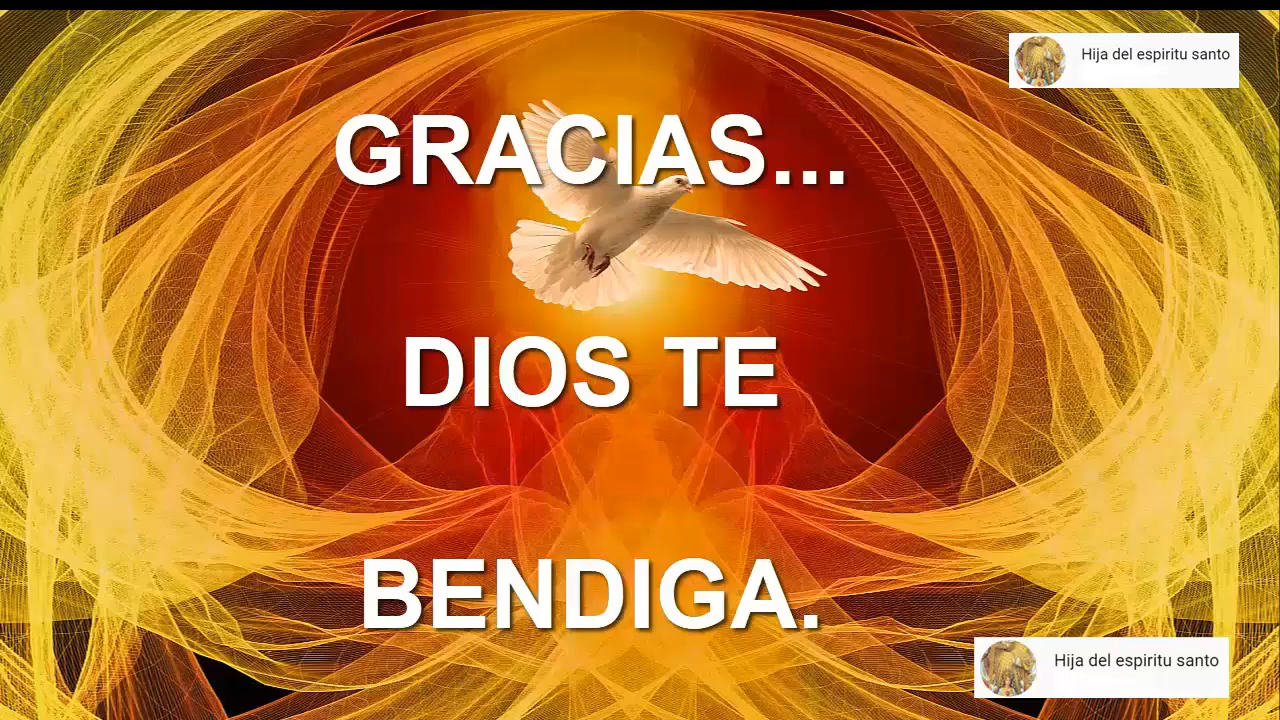 Hija del espiritu santo
GRACIAS...
DIOS TE
BENDIGA.
Hija del espiritu santo